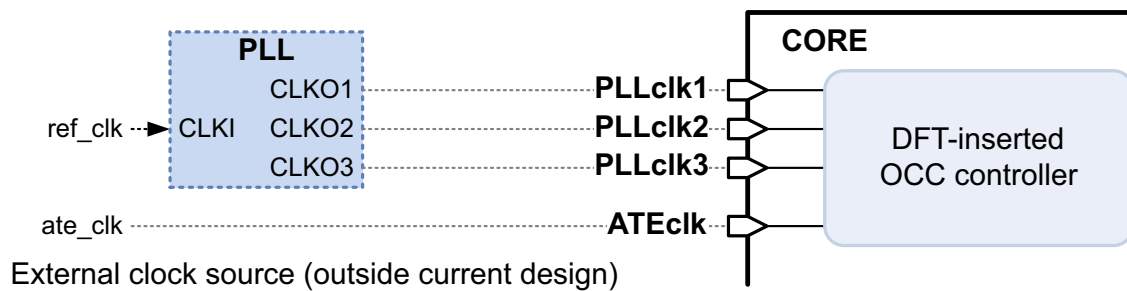 PLL
CORE
CLKO1
PLLclk1
ref_clk
CLKI
CLKO2
PLLclk2
CLKO3
PLLclk3
DFT-inserted
OCC controller
ate_clk
ATEclk
External clock source (outside current design)